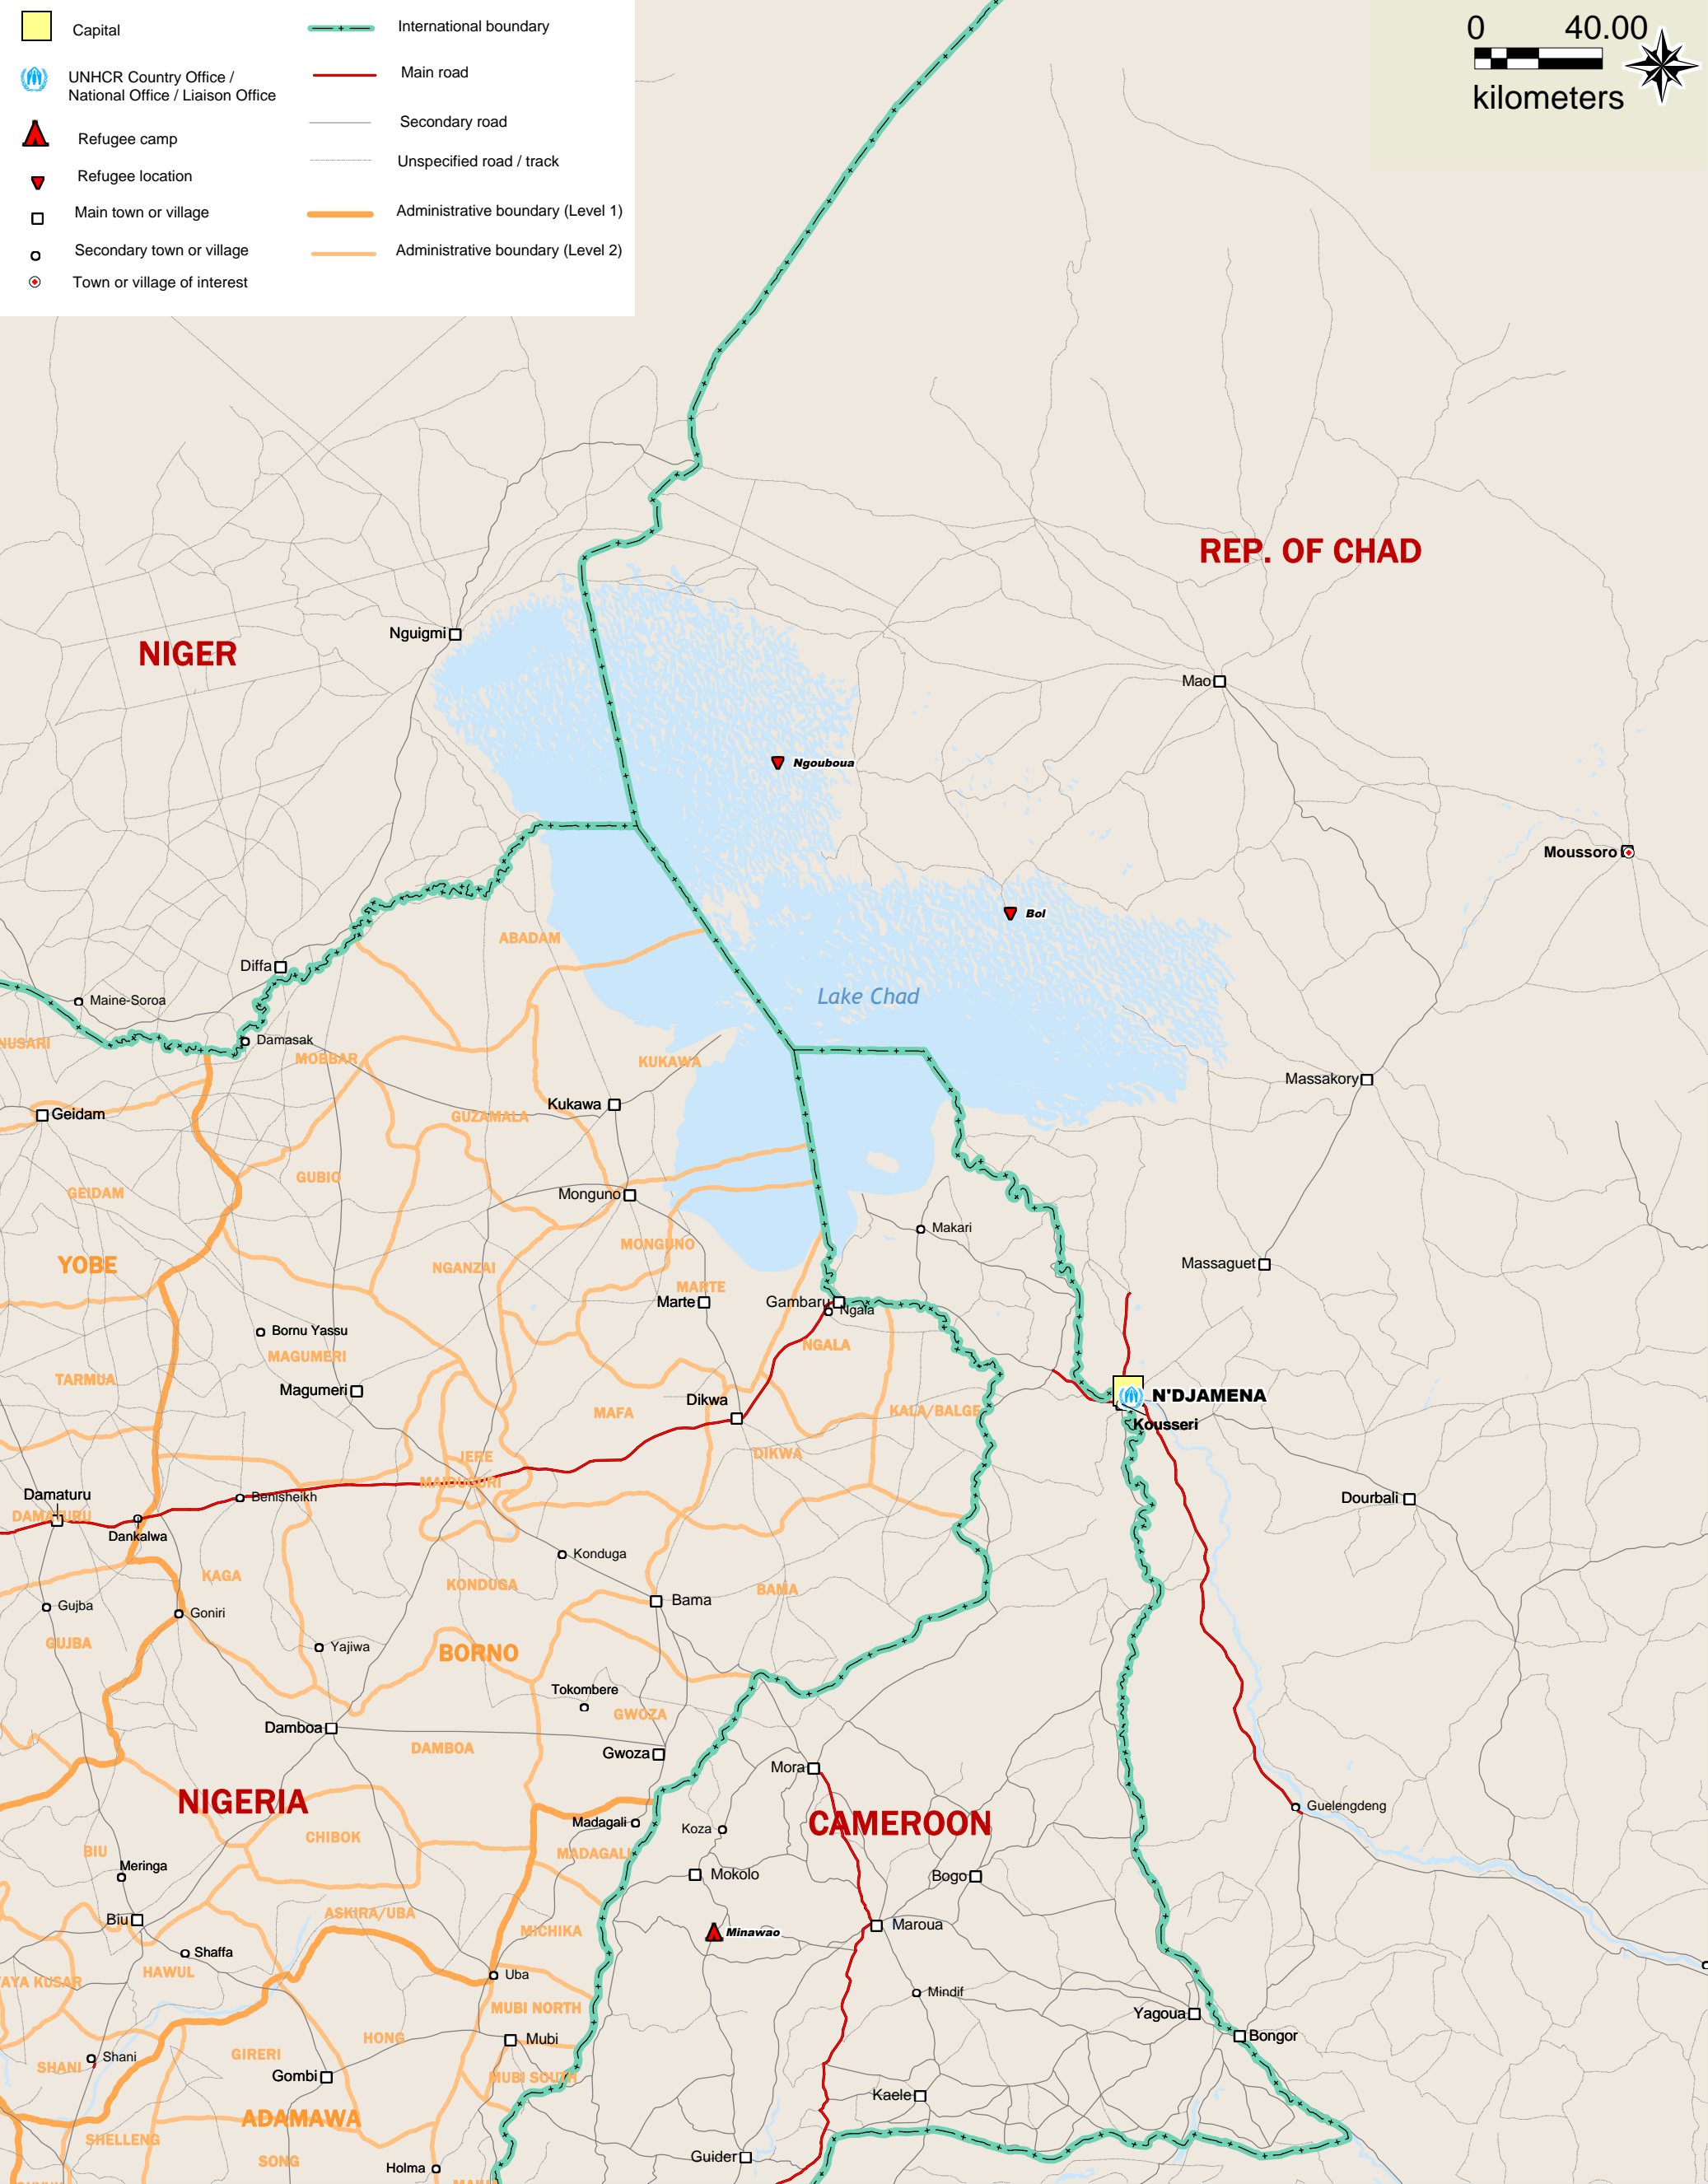 Capital
International boundary
UNHCR Country Office /
National Office / Liaison Office
Main road
Refugee camp
Secondary road
Refugee location
Unspecified road / track
Main town or village
Administrative boundary (Level 1)
Secondary town or village
Administrative boundary (Level 2)
Town or village of interest
0 40.00
kilometers
REP. OF CHAD
NIGER
Nguigmi
Mao
Ngouboua
Moussoro
Bol
ABADAM
Diffa
Lake Chad
Maine-Soroa
Damasak
NUSARI
MOBBAR
KUKAWA
Massakory
Kukawa
Geidam
GUZAMALA
GUBIO
GEIDAM
Monguno
Makari
MONGUNO
YOBE
NGANZAI
Massaguet
MARTE
Marte
Gambaru
Ngala
Bornu Yassu
NGALA
MAGUMERI
TARMUA
Magumeri
N'DJAMENA
Dikwa
MAFA
KALA/BALGE
Kousseri
DIKWA
JERE
MAIDUGURI
Damaturu
Benisheikh
Dourbali
DAMATURU
Dankalwa
Konduga
KAGA
KONDUGA
BAMA
Bama
Gujba
Goniri
GUJBA
Yajiwa
BORNO
Tokombere
GWOZA
Damboa
DAMBOA
Gwoza
Mora
NIGERIA
Guelengdeng
Madagali
Koza
CAMEROON
CHIBOK
BIU
MADAGALI
Meringa
Mokolo
Bogo
ASKIRA/UBA
Biu
MICHIKA
Minawao
Maroua
Shaffa
HAWUL
Uba
AYA KUSAR
Mindif
MUBI NORTH
Yagoua
HONG
Mubi
Bongor
GIRERI
Shani
SHANI
Gombi
MUBI SOUTH
Kaele
ADAMAWA
SHELLENG
Guider
SONG
Holma